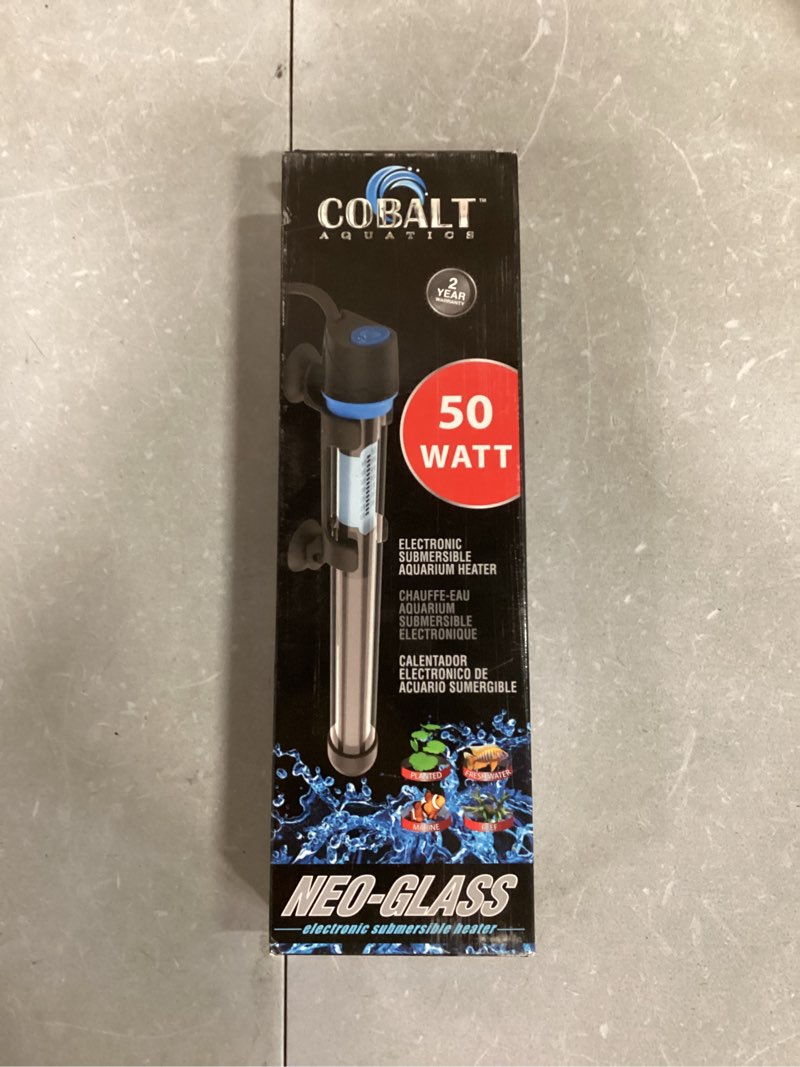 COBALT™
AQUATICS
2
YEAR
WARRANTY
50
WATT
ELECTRONIC
SUBMERSIBLE
AQUARIUM HEATER
CHAUFFE-EAU
AQUARIUM
SUBMERSIBLE
ELECTRONIQUE
CALENTADOR
ELECTRONICO DE
ACUARIO SUMERGIBLE
PLANTED
FRESHWATER
MARINE
REEF
NEO-GLASS
electronic submersible heater